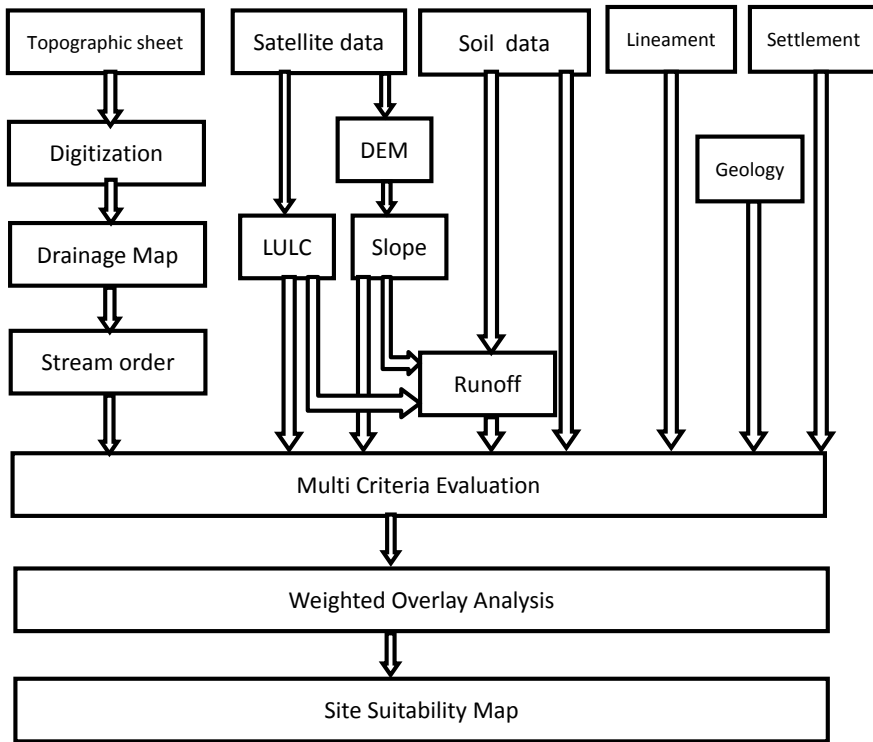 Topographic sheet
Satellite data
Soil data
Lineament
Settlement
Digitization
DEM
Geology
Drainage Map
LULC
Slope
Stream order
Runoff
Multi Criteria Evaluation
Weighted Overlay Analysis
Site Suitability Map